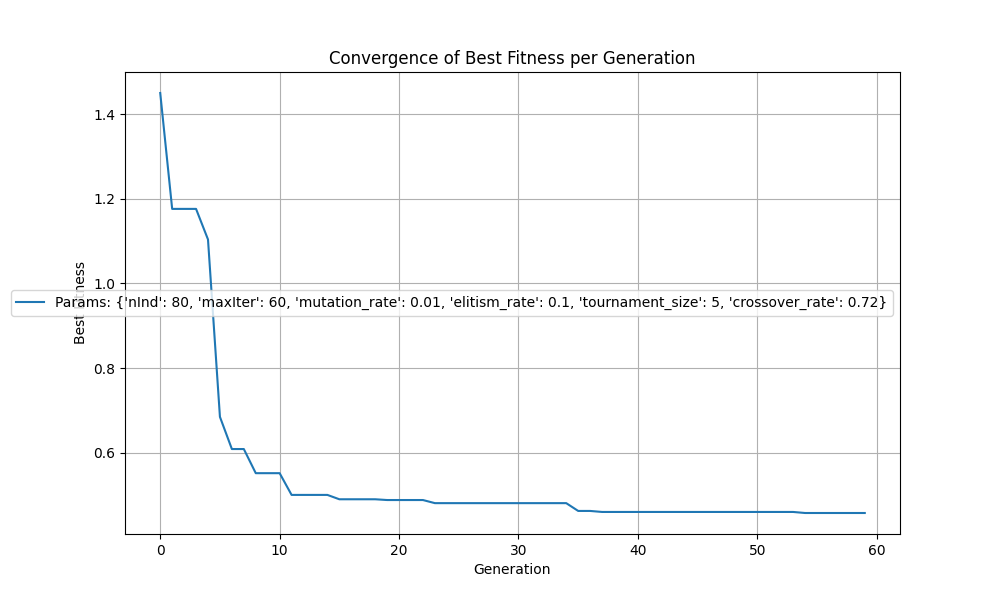 Convergence of Best Fitness per Generation
1.4
1.2
1.0
0.8
0.6
Best Fitness
Params: {'nInd': 80, 'maxIter': 60, 'mutation_rate': 0.01, 'elitism_rate': 0.1, 'tournament_size': 5, 'crossover_rate': 0.72}
0 10 20 30 40 50 60
Generation